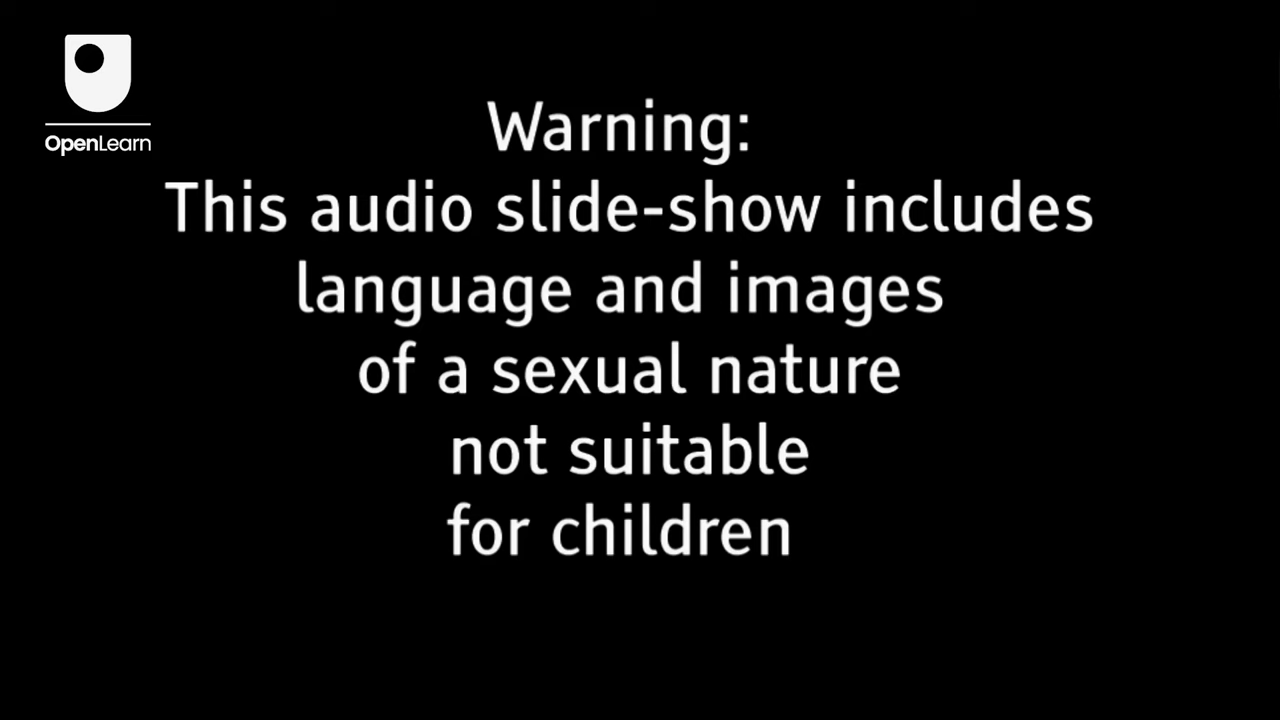 OpenLearn
Warning:
This audio slide-show includes
language and images
of a sexual nature
not suitable
for children